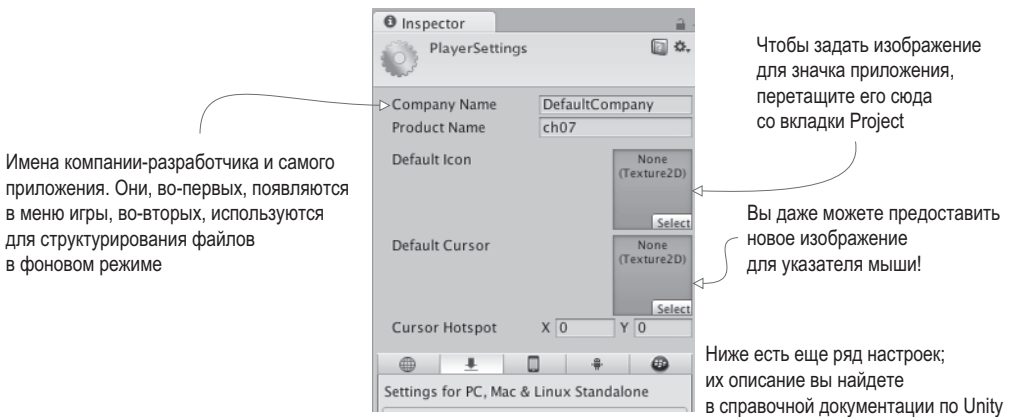 Inspector
PlayerSettings
Company Name DefaultCompany
Product Name ch07
Default Icon
None
(Texture2D)
Select
Default Cursor
None
(Texture2D)
Select
Cursor Hotspot X 0 Y 0
Settings for PC, Mac & Linux Standalone
Имена компании-разработчика и самого
приложения. Они, во-первых, появляются
в меню игры, во-вторых, используются
для структурирования файлов
в фоновом режиме
Чтобы задать изображение
для значка приложения,
перетащите его сюда
со вкладки Project
Вы даже можете предоставить
новое изображение
для указателя мыши!
Ниже есть еще ряд настроек;
их описание вы найдете
в справочной документации по Unity